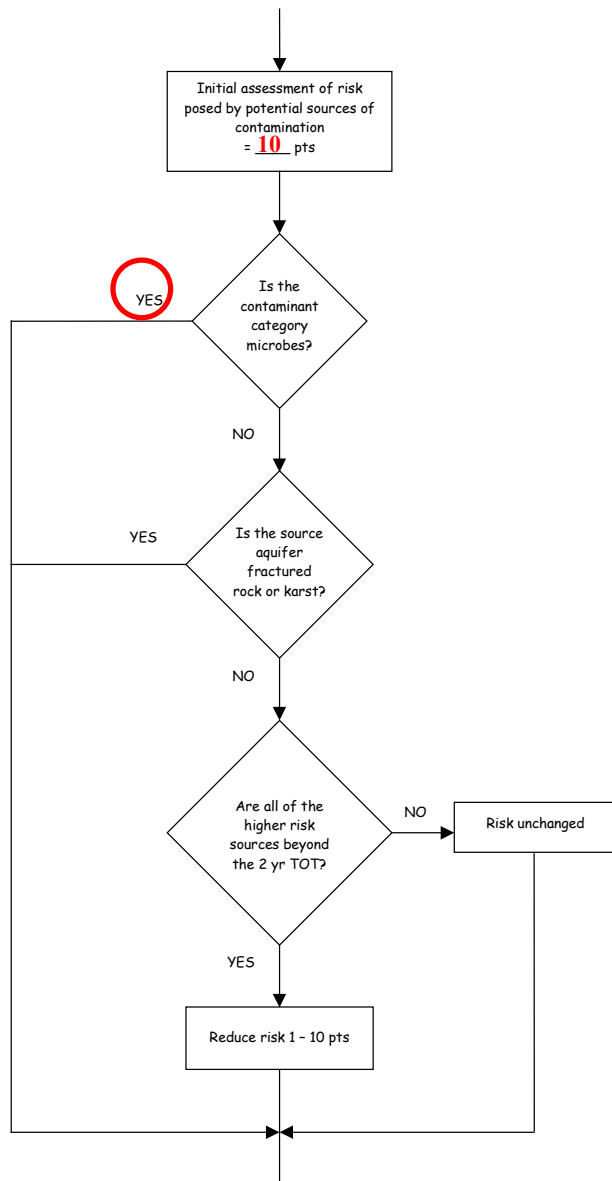 Initial assessment of risk
posed by potential sources of
contamination
= 10 pts
Is the
contaminant
category
microbes?
YES
NO
Is the source
aquifer
fractured
rock or karst?
YES
NO
Are all of the
higher risk
sources beyond
the 2 yr TOT?
NO
Risk unchanged
YES
Reduce risk 1 – 10 pts